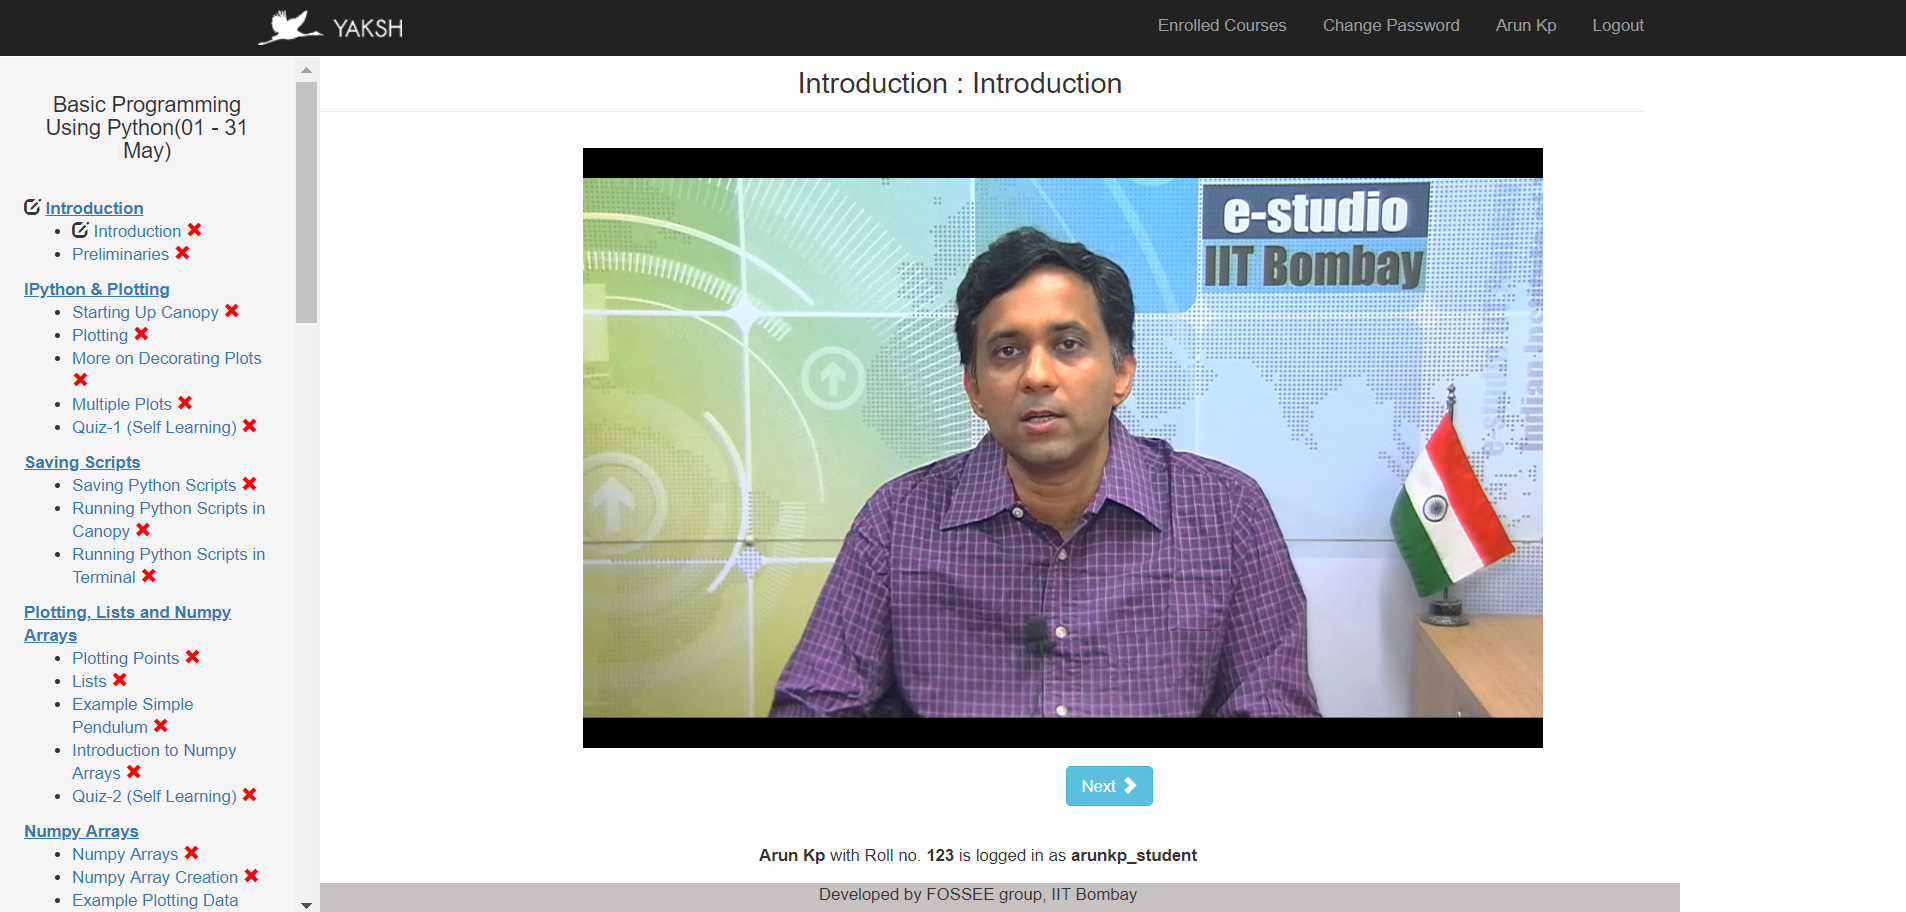 YAKSH
Enrolled Courses
Change Password
Arun Kp
Logout
Basic Programming
Using Python(01 - 31
May)
Introduction
Introduction
Preliminaries
IPython & Plotting
Starting Up Canopy
Plotting
More on Decorating Plots
Multiple Plots
Quiz-1 (Self Learning)
Saving Scripts
Saving Python Scripts
Running Python Scripts in
Canopy
Running Python Scripts in
Terminal
Plotting, Lists and Numpy
Arrays
Plotting Points
Lists
Example Simple
Pendulum
Introduction to Numpy
Arrays
Quiz-2 (Self Learning)
Numpy Arrays
Numpy Arrays
Numpy Array Creation
Example Plotting Data
Introduction : Introduction
e-studio
IIT Bombay
e-studio
Next
Arun Kp with Roll no. 123 is logged in as arunkp_student
Developed by FOSSEE group, IIT Bombay